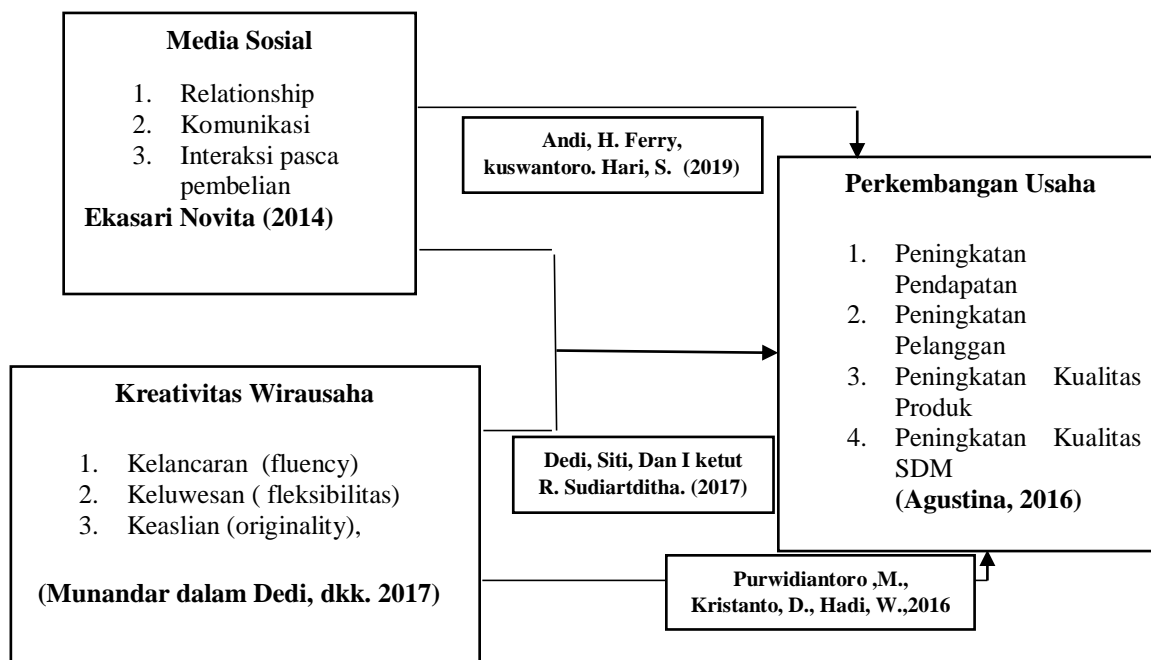 Media Sosial
1. Relationship
2. Komunikasi
3. Interaksi pasca
pembelian
Ekasari Novita (2014)
Andi, H. Ferry,
kuswantoro. Hari, S. (2019)
Perkembangan Usaha
1. Peningkatan
Pendapatan
2. Peningkatan
Pelanggan
3. Peningkatan Kualitas
Produk
4. Peningkatan Kualitas
SDM
(Agustina, 2016)
Kreativitas Wirausaha
1. Kelancaran (fluency)
2. Keluwesan ( fleksibilitas)
3. Keaslian (originality),
(Munandar dalam Dedi, dkk. 2017)
Dedi, Siti, Dan I ketut
R. Sudiartditha. (2017)
Purwidiantoro ,M.,
Kristanto, D., Hadi, W.,2016